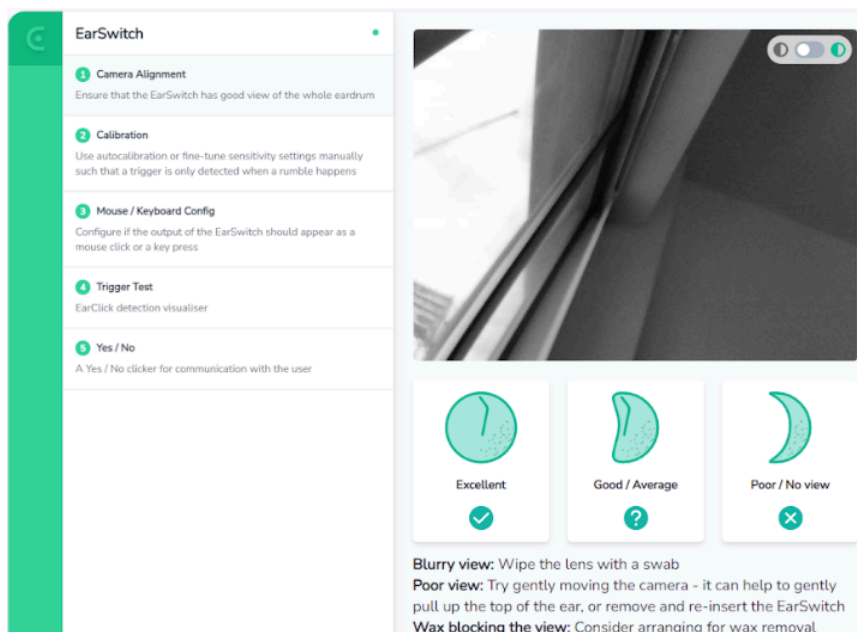 EarSwitch
1 Camera Alignment
Ensure that the EarSwitch has good view of the whole eardrum
2 Calibration
Use autocalibration or fine-tune sensitivity settings manually
such that a trigger is only detected when a rumble happens
3 Mouse / Keyboard Config
Configure if the output of the EarSwitch should appear as a
mouse click or a key press
4 Trigger Test
EarClick detection visualiser
5 Yes / No
A Yes / No clicker for communication with the user
Excellent
Good / Average
Poor / No view
Blurry view: Wipe the lens with a swab
Poor view: Try gently moving the camera - it can help to gently
pull up the top of the ear, or remove and re-insert the EarSwitch
Wax blocking the view: Consider arranging for wax removal